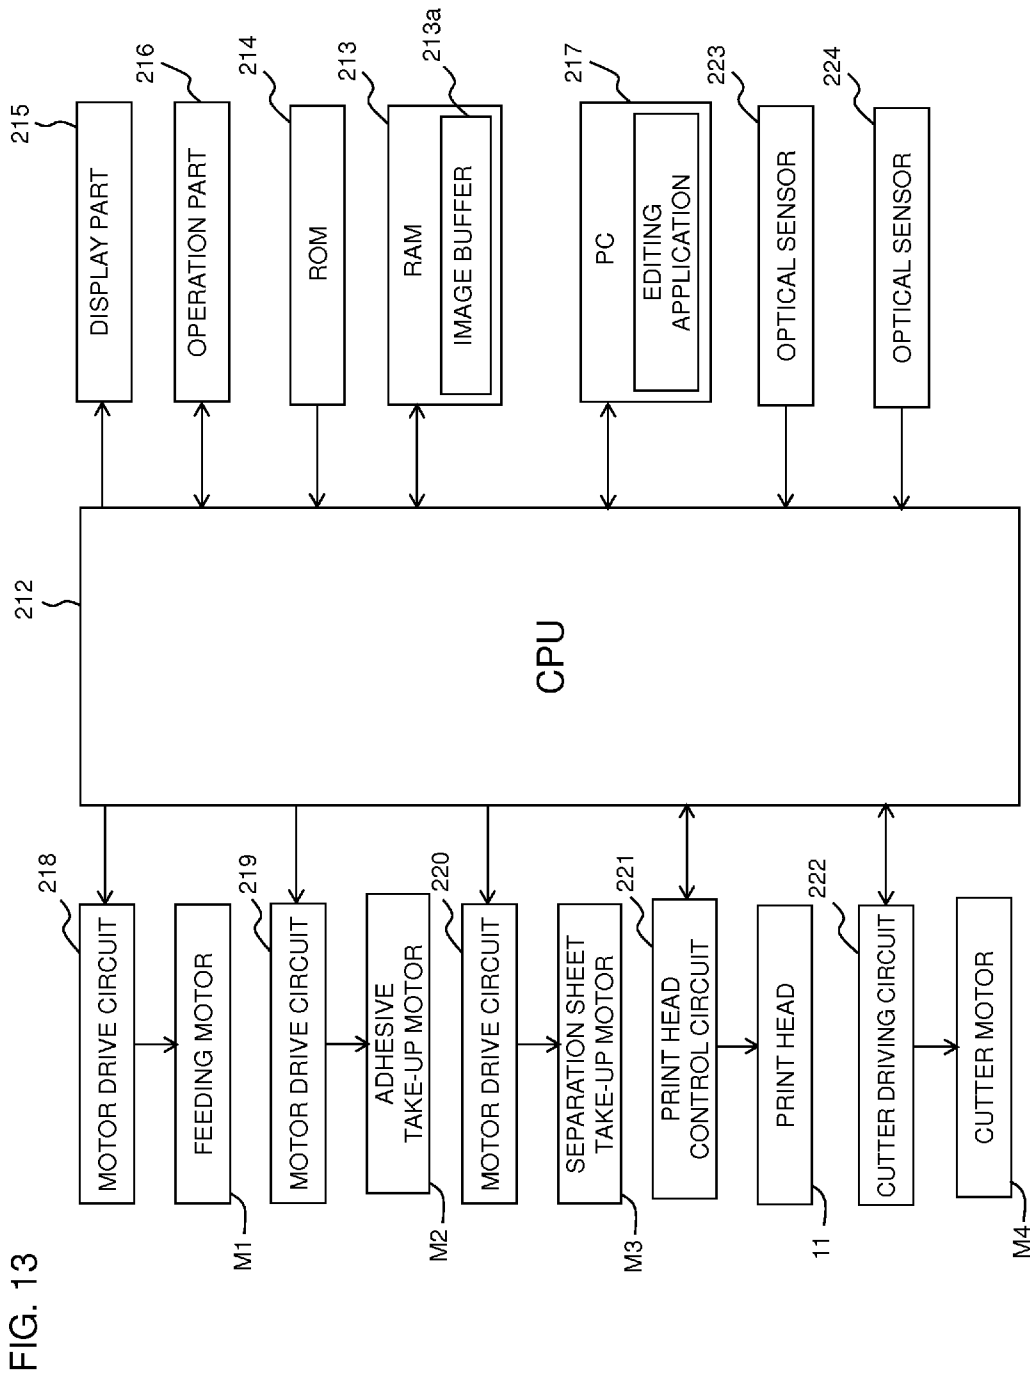 FIG. 13
212
CPU
218
MOTOR DRIVE CIRCUIT
FEEDING MOTOR
M1
219
MOTOR DRIVE CIRCUIT
ADHESIVE
TAKE-UP MOTOR
M2
220
MOTOR DRIVE CIRCUIT
SEPARATION SHEET
TAKE-UP MOTOR
M3
221
PRINT HEAD
CONTROL CIRCUIT
PRINT HEAD
11
222
CUTTER DRIVING CIRCUIT
CUTTER MOTOR
M4
215
DISPLAY PART
216
OPERATION PART
214
ROM
213
RAM
213a
IMAGE BUFFER
217
PC
EDITING
APPLICATION
223
OPTICAL SENSOR
224
OPTICAL SENSOR